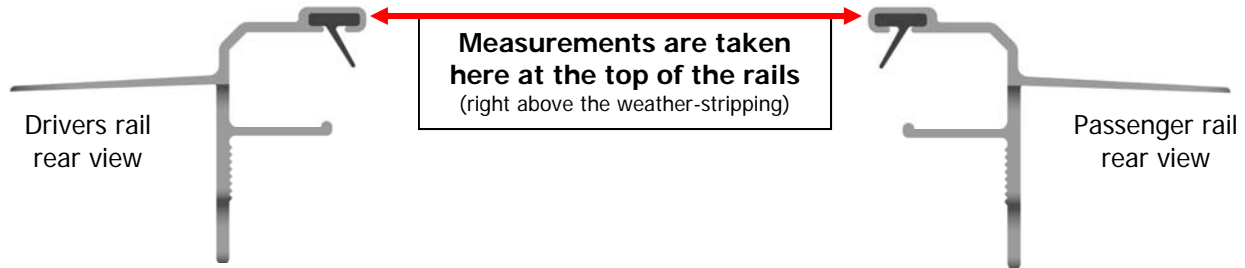 Measurements are taken
here at the top of the rails
(right above the weather-stripping)
Drivers rail
rear view
Passenger rail
rear view